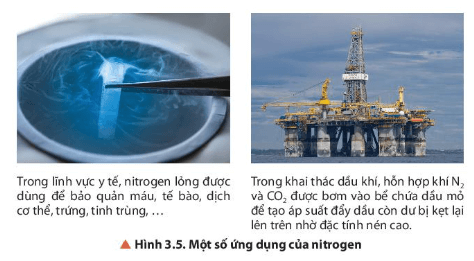 Trong lĩnh vực y tế, nitrogen lỏng được
dùng để bảo quản máu, tế bào, dịch
cơ thể, trứng, tinh trùng, …
Trong khai thác dầu khí, hỗn hợp khí N₂
và CO₂ được bơm vào bể chứa dầu mỏ
để tạo áp suất đẩy dầu còn dư bị kẹt lại
lên trên nhờ đặc tính nén cao.
▲ Hình 3.5. Một số ứng dụng của nitrogen